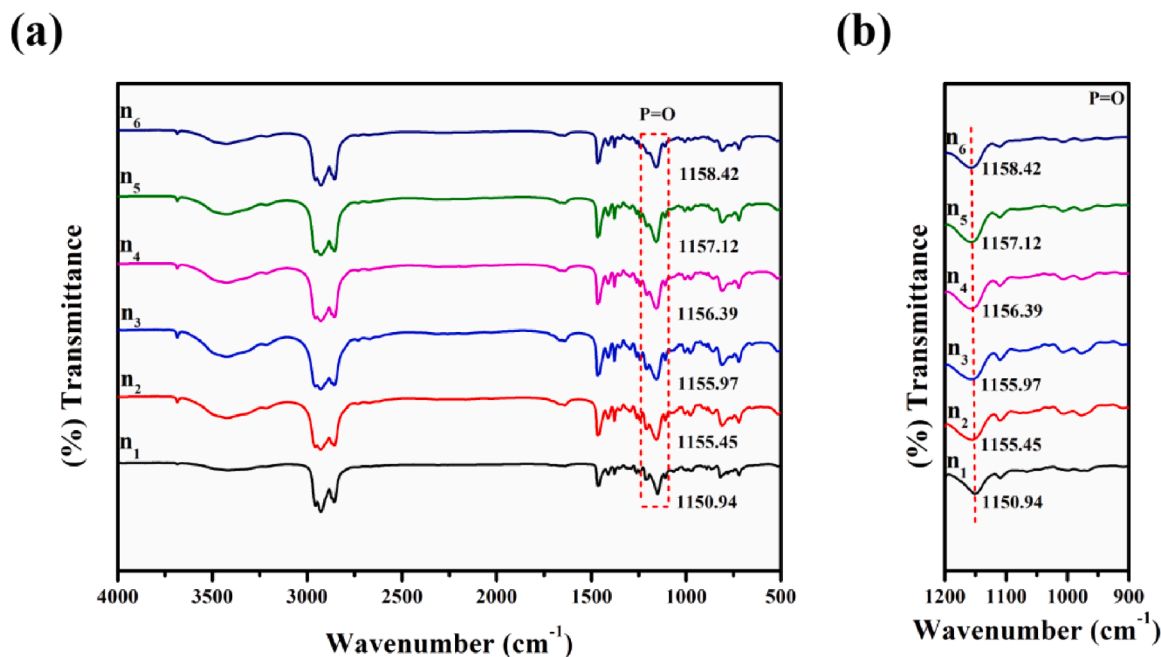 (a)
(%) Transmittance
P=O
n6
1158.42
n5
1157.12
n4
1156.39
n3
1155.97
n2
1155.45
n1
1150.94
4000 3500 3000 2500 2000 1500 1000 500
Wavenumber (cm-1)
(b)
(%) Transmittance
P=O
n6
1158.42
n5
1157.12
n4
1156.39
n3
1155.97
n2
1155.45
n1
1150.94
1200 1100 1000 900
Wavenumber (cm-1)